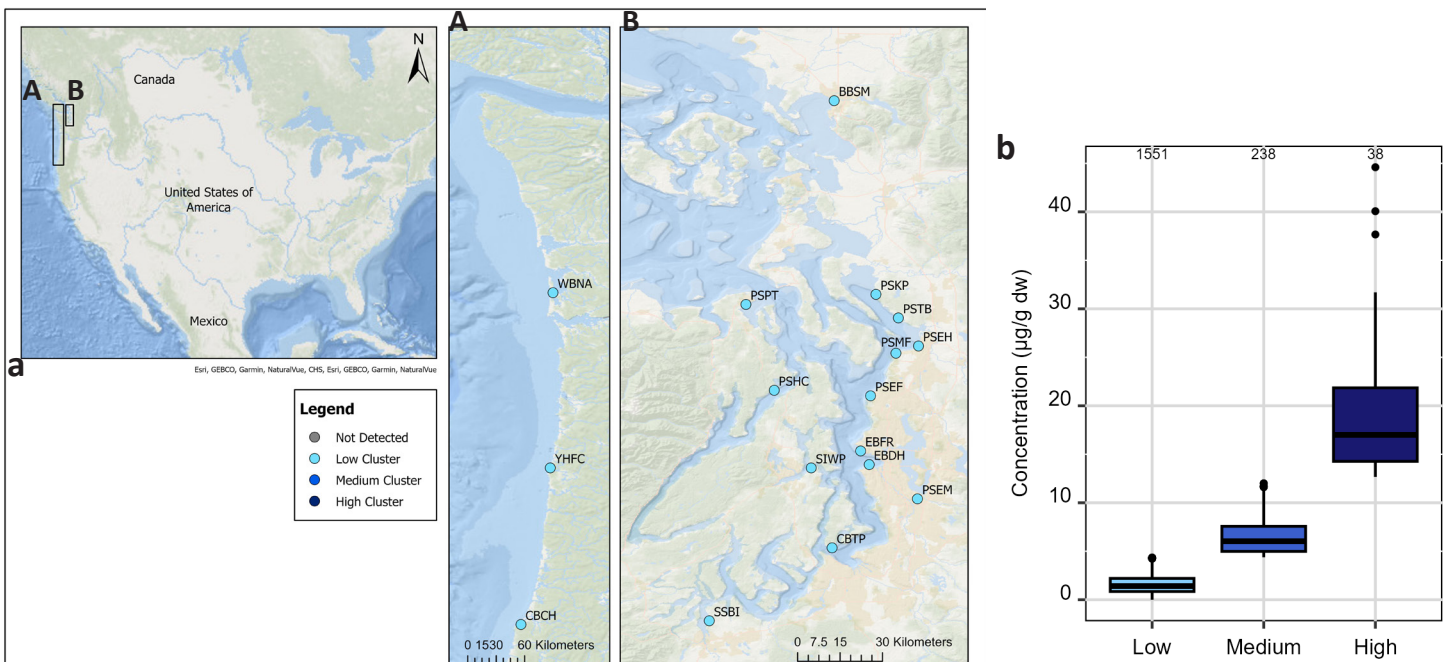 A
B
N
Canada
A
B
United States of
America
Mexico
a
Esri, GEBCO, Garmin, NaturalVue, CHS, Esri, GEBCO, Garmin, NaturalVue
Legend
Not Detected
Low Cluster
Medium Cluster
High Cluster
WBNA
YHFC
CBCH
0 1530 60 Kilometers
BBSM
PSKP
PSPT
PSTB
PSEH
PSMF
PSHC
PSEF
EBFR
EBDH
SIWP
PSEM
CBTP
SSBI
0 7.5 15 30 Kilometers
b
1551 238 38
Concentration (µg/g dw)
40
30
20
10
0
Low Medium High